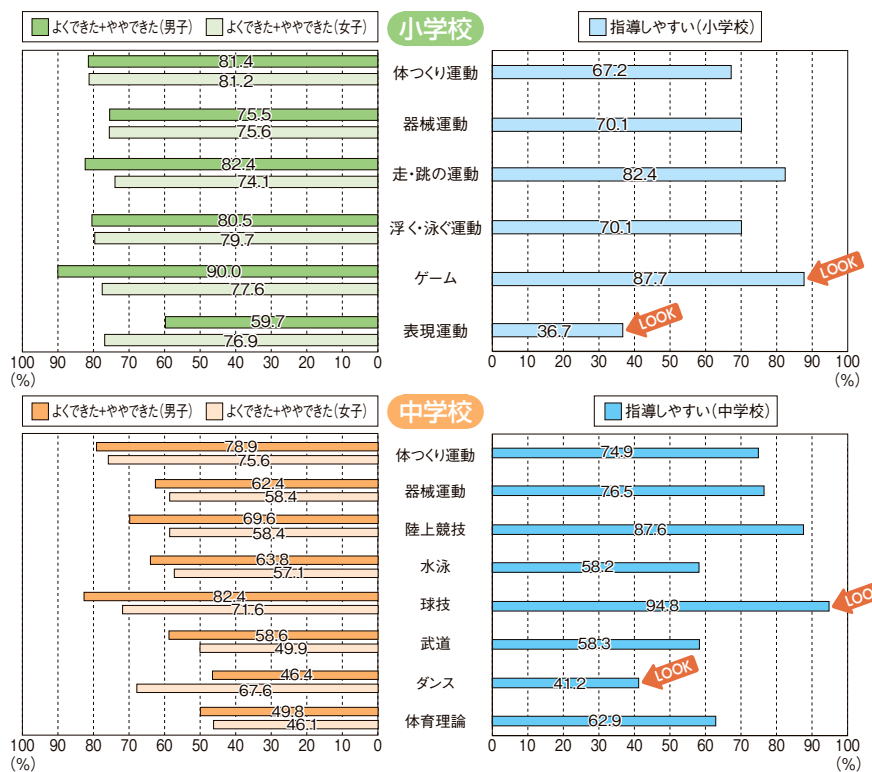 よくできた+ややできた(男子) よくできた+ややできた(女子) 小学校 指導しやすい(小学校)
81.4
81.2
体つくり運動
67.2
75.5
75.6
器械運動
70.1
82.4
74.1
走・跳の運動
82.4
80.5
79.7
浮く・泳ぐ運動
70.1
90.0
77.6
ゲーム
87.7
LOOK
59.7
76.9
表現運動
36.7
LOOK
100 90 80 70 60 50 40 30 20 10 0
(%)
0 10 20 30 40 50 60 70 80 90 100
(%)
よくできた+ややできた(男子) よくできた+ややできた(女子) 中学校 指導しやすい(中学校)
78.9
75.6
体つくり運動
74.9
62.4
58.4
器械運動
76.5
69.6
58.4
陸上競技
87.6
63.8
57.1
水泳
58.2
82.4
71.6
球技
94.8
LOOK
58.6
49.9
武道
58.3
46.4
67.6
ダンス
41.2
LOOK
49.8
46.1
体育理論
62.9
100 90 80 70 60 50 40 30 20 10 0
(%)
0 10 20 30 40 50 60 70 80 90 100
(%)